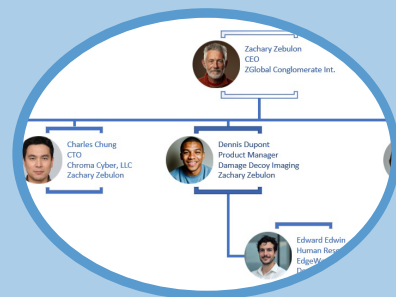 Zachary Zebulon
CEO
ZGlobal Conglomerate Int.
Charles Chung
CTO
Chroma Cyber, LLC
Zachary Zebulon
Dennis Dupont
Product Manager
Damage Decoy Imaging
Zachary Zebulon
Edward Edwin
Human